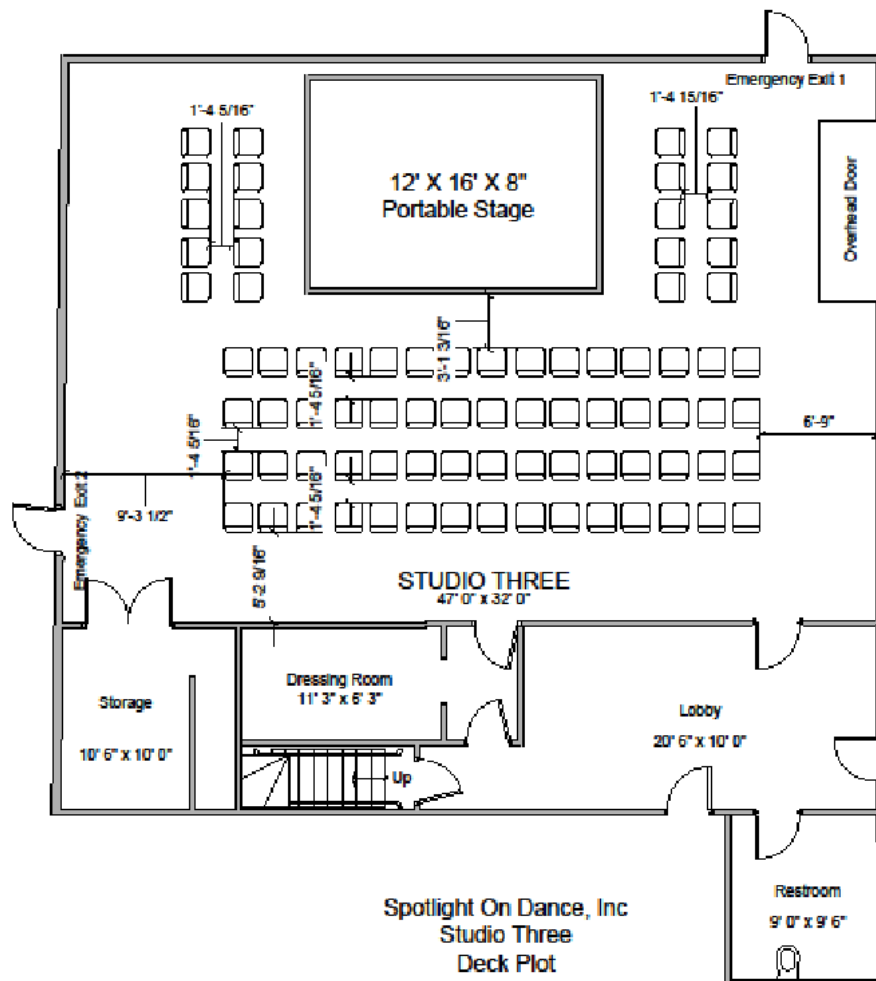 Emergency Exit 1
1'-4 5/16"
1'-4 15/16"
12' X 16' X 8"
Portable Stage
Overhead Door
3'-1 3/16"
1'-4 5/16"
1'-4 5/16"
6'-9"
1'-4 5/16"
Emergency Exit 2
9'-3 1/2"
5'-2 9/16"
STUDIO THREE
47' 0" x 32' 0"
Dressing Room
11' 3" x 6' 3"
Storage
10' 6" x 10' 0"
Lobby
20' 6" x 10' 0"
Up
Restroom
9' 0" x 9' 6"
Spotlight On Dance, Inc
Studio Three
Deck Plot